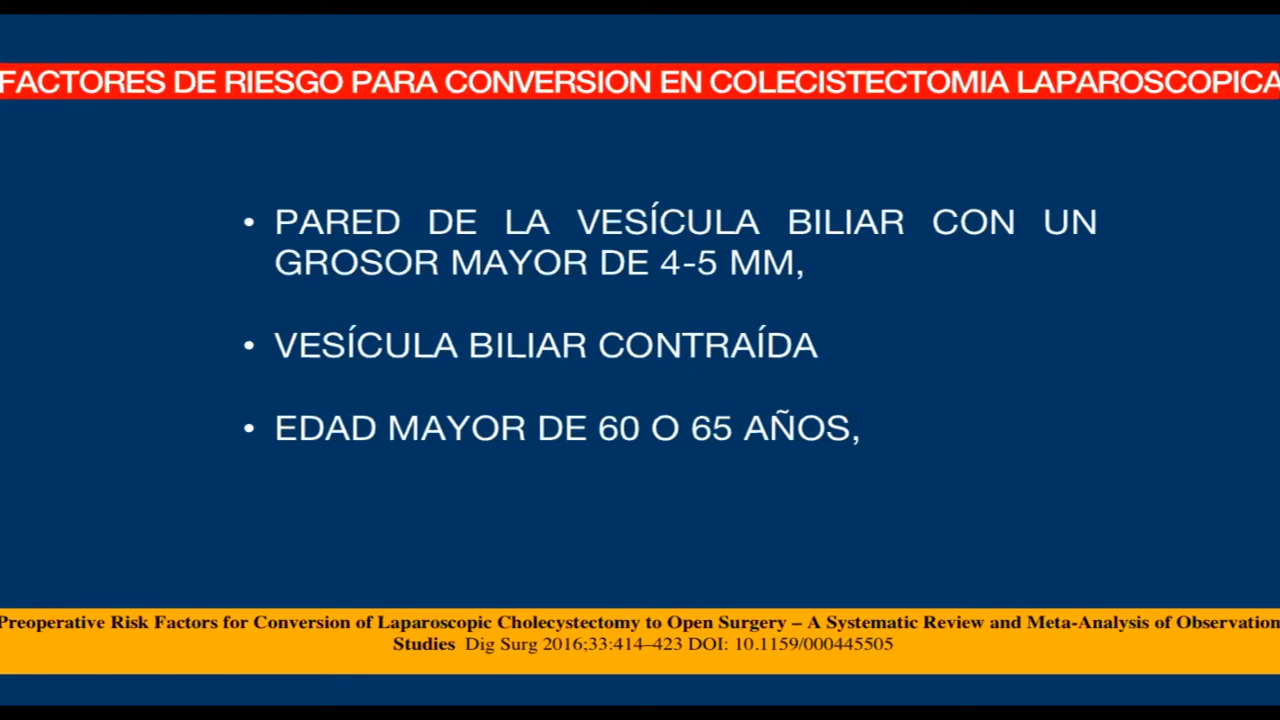 FACTORES DE RIESGO PARA CONVERSION EN COLECISTECTOMIA LAPAROSCOPICA
• PARED DE LA VESÍCULA BILIAR CON UN
GROSOR MAYOR DE 4-5 MM,
• VESÍCULA BILIAR CONTRAÍDA
• EDAD MAYOR DE 60 O 65 AÑOS,
Preoperative Risk Factors for Conversion of Laparoscopic Cholecystectomy to Open Surgery – A Systematic Review and Meta-Analysis of Observation
Studies Dig Surg 2016;33:414–423 DOI: 10.1159/000445505